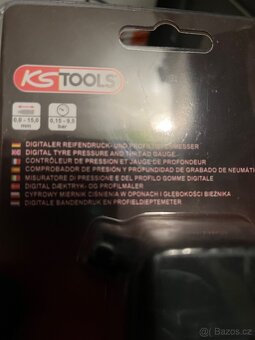 KS TOOLS
0,0 - 15,0 mm
0,15 - 9,5 bar
DIGITALER REIFENDRUCK- UND PROFILTIEFENMESSER
DIGITAL TYRE PRESSURE AND TREAD GAUGE
CONTRÔLEUR DE PRESSION ET JAUGE DE PROFONDEUR
COMPROBADOR DE PRESIÓN Y PROFUNDIDAD DE GRABADO DE
MISURATORE DI PRESSIONE E DEL PROFILO GOMME DIGITALE
DIGITAL DÆKTRYK- OG PROFILMÅLER
CYFROWY MIERNIK CIŚNIENIA W OPONACH I GŁĘBOKOŚCI BIEŻNIKA
DIGITALE BANDENDRUK EN PROFIELDIEPTEMETER
Sbazos.cz